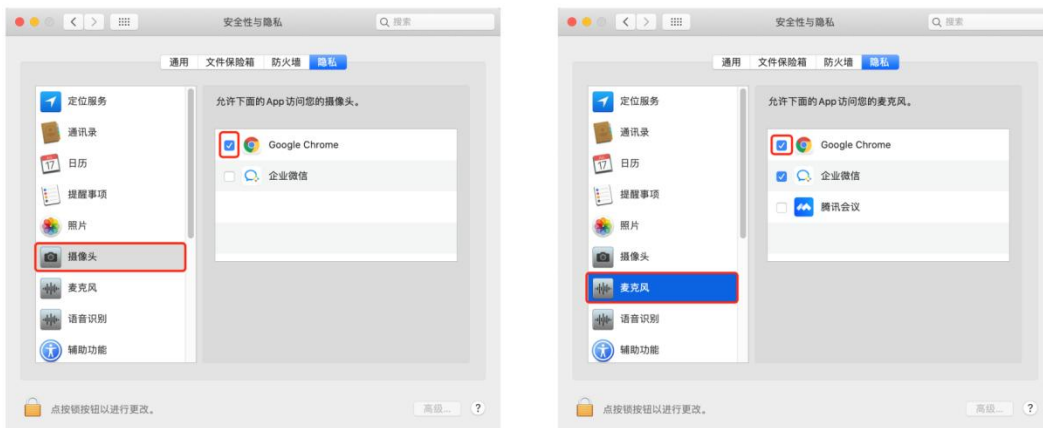 安全性与隐私
搜索
通用 文件保险箱 防火墙 隐私
定位服务
通讯录
日历
17
提醒事项
照片
摄像头
麦克风
语音识别
辅助功能
允许下面的 App 访问您的摄像头。
Google Chrome
企业微信
点按锁按钮以进行更改。
高级... ?
安全性与隐私
搜索
通用 文件保险箱 防火墙 隐私
定位服务
通讯录
日历
17
提醒事项
照片
摄像头
麦克风
语音识别
辅助功能
允许下面的 App 访问您的麦克风。
Google Chrome
企业微信
腾讯会议
点按锁按钮以进行更改。
高级... ?